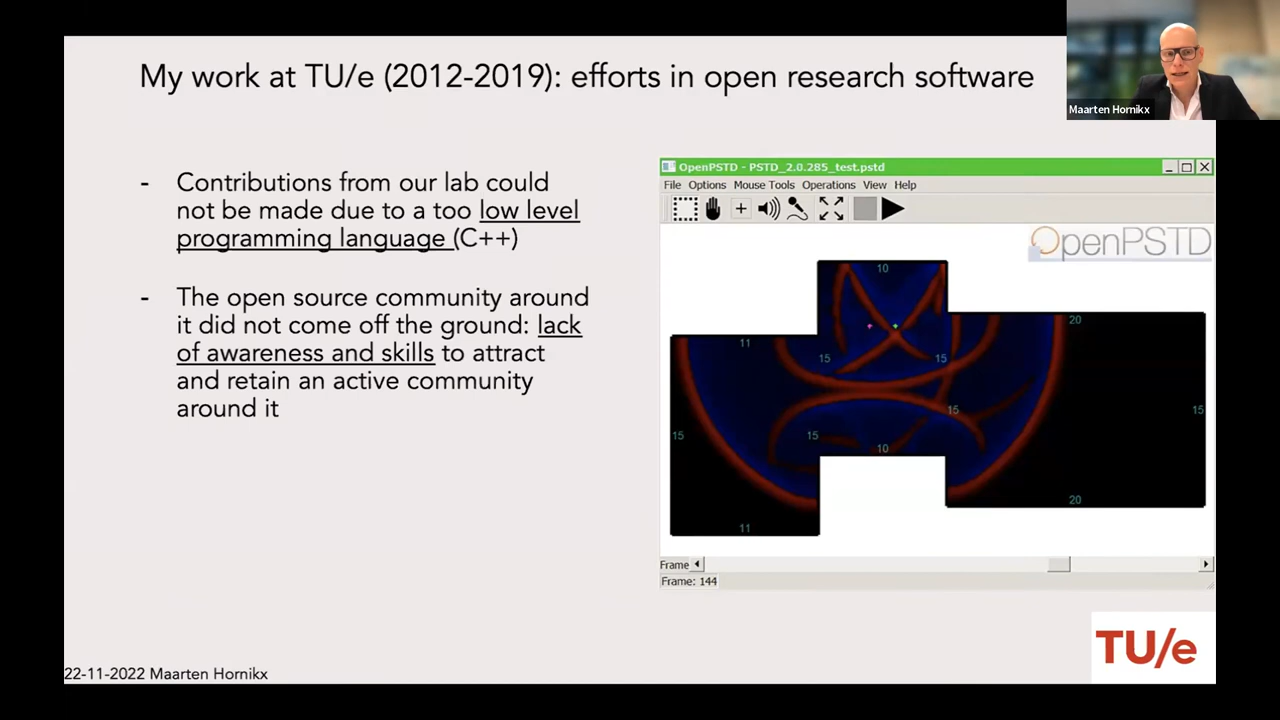 My work at TU/e (2012-2019): efforts in open research software
Maarten Hornikx
- Contributions from our lab could
not be made due to a too low level
programming language (C++)
- The open source community around
it did not come off the ground: lack
of awareness and skills to attract
and retain an active community
around it
OpenPSTD - PSTD_2.0.285_test.pstd
File Options Mouse Tools Operations View Help
OpenPSTD
10
20
11
15
15
15
15
15
15
10
20
11
Frame
Frame: 144
TU/e
22-11-2022 Maarten Hornikx